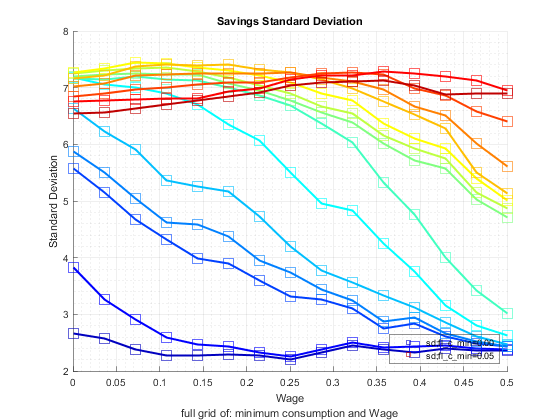 Savings Standard Deviation
8
7
6
5
4
3
2
Standard Deviation
0 0.05 0.1 0.15 0.2 0.25 0.3 0.35 0.4 0.45 0.5
Wage
full grid of: minimum consumption and Wage